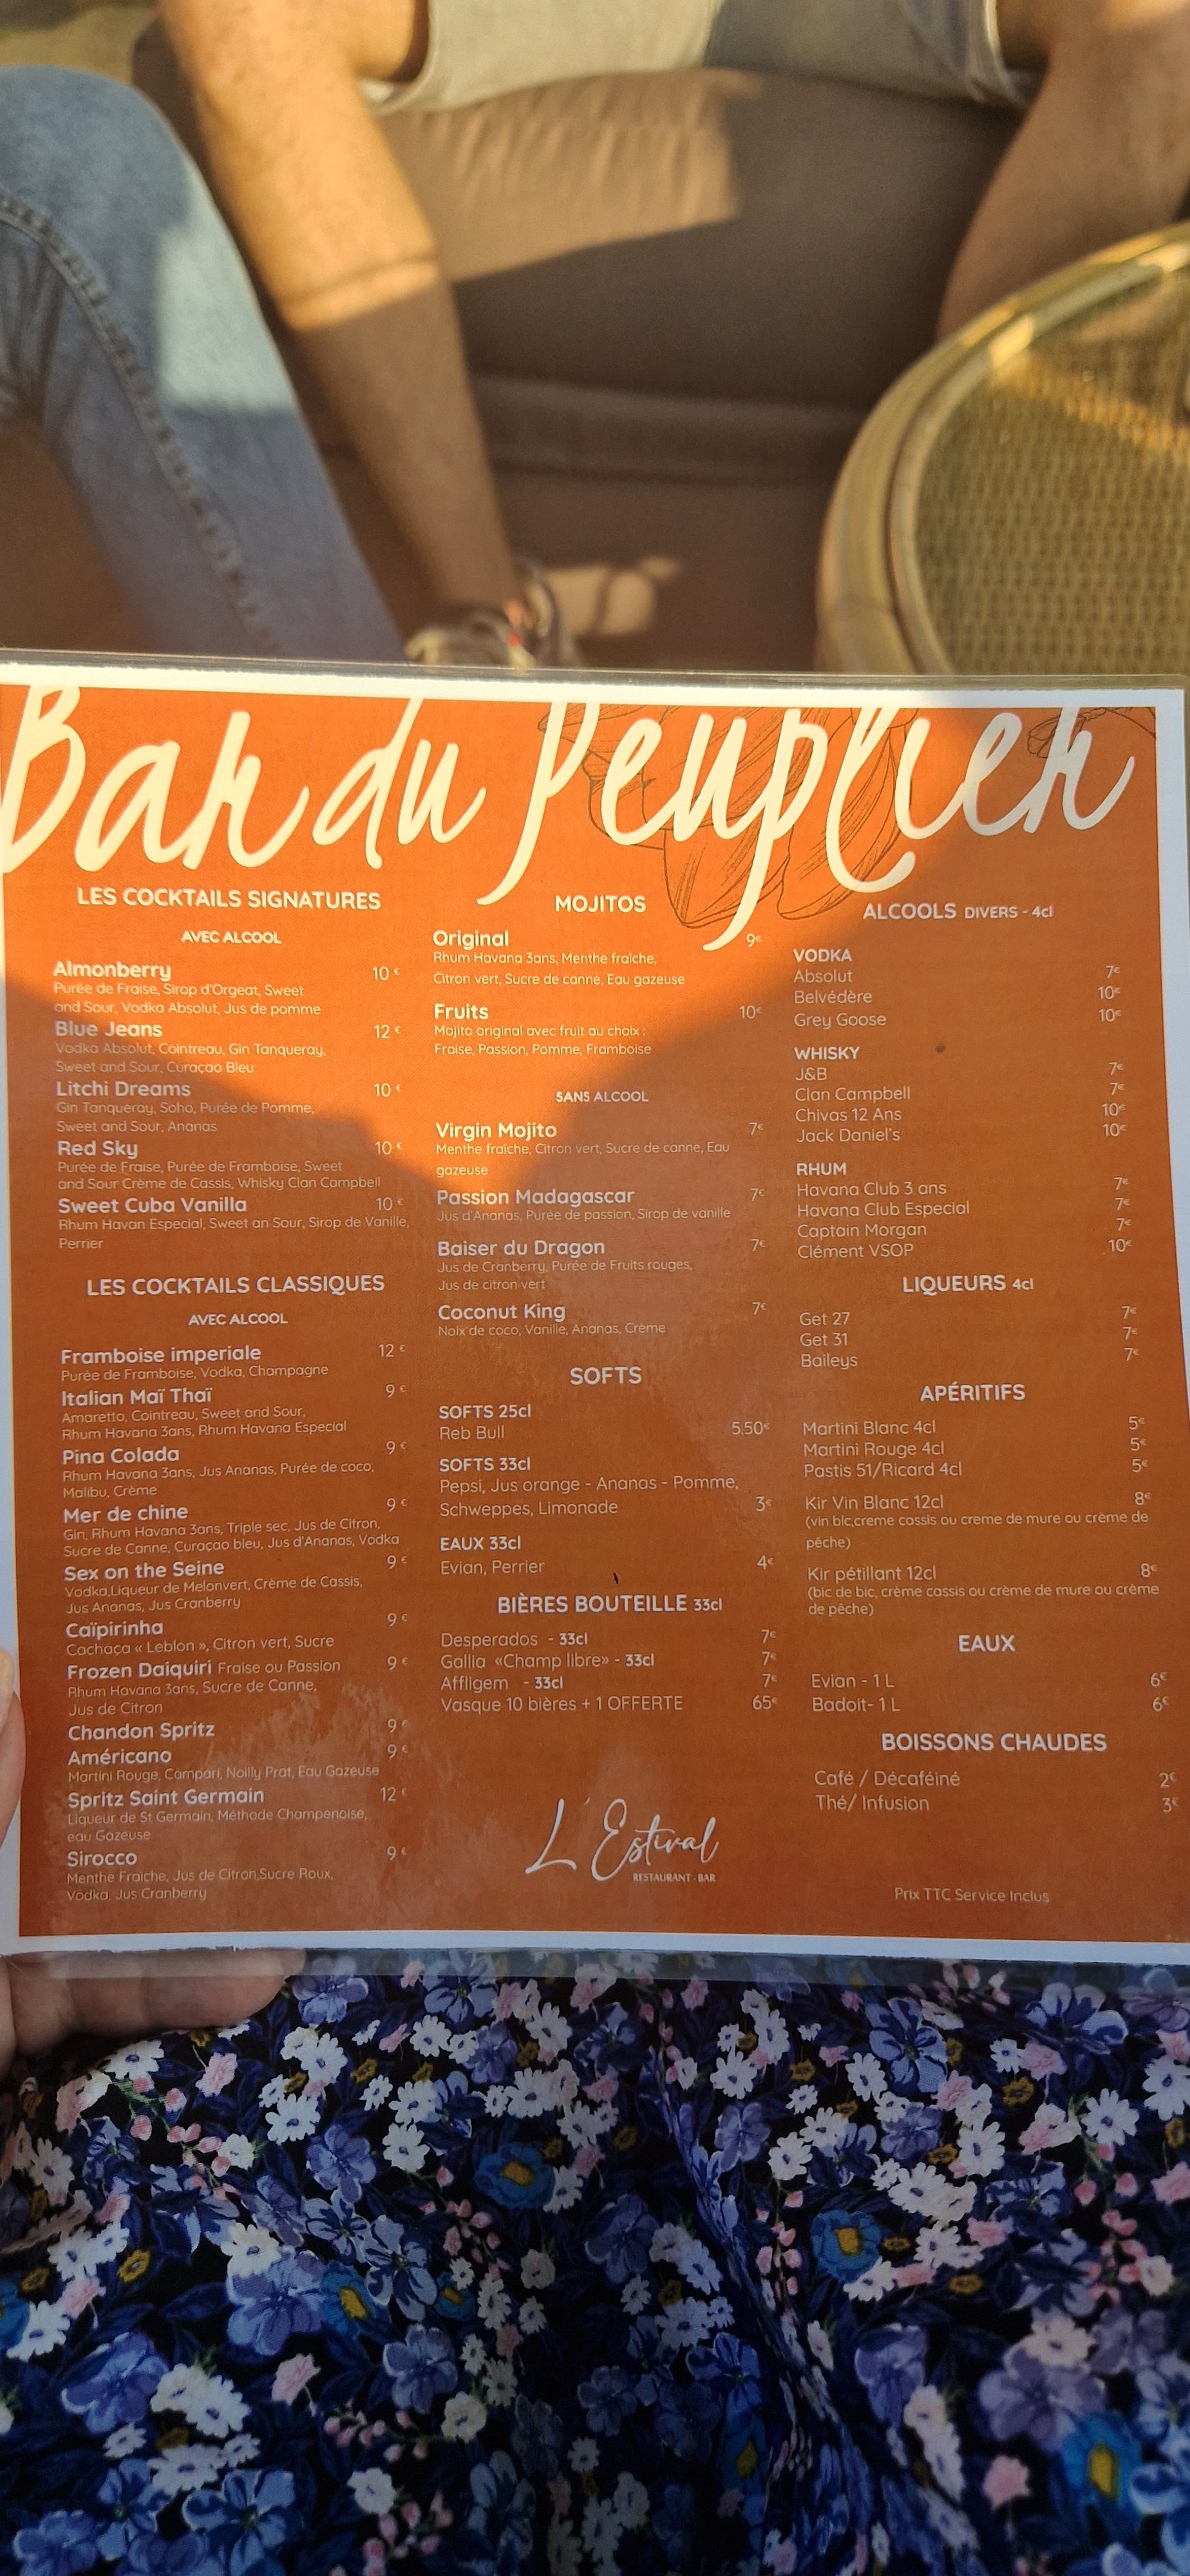 Bar du Peuplier
LES COCKTAILS SIGNATURES
AVEC ALCOOL
Almonberry 10 €
Purée de Fraise, Sirop d'Orgeat, Sweet
and Sour, Vodka Absolut, Jus de pomme
Blue Jeans 12 €
Vodka Absolut, Cointreau, Gin Tanqueray,
Sweet and Sour, Curaçao Bleu
Litchi Dreams 10 €
Gin Tanqueray, Soho, Purée de Pomme,
Sweet and Sour, Ananas
Red Sky 10 €
Purée de Fraise, Purée de Framboise, Sweet
and Sour Crème de Cassis, Whisky Clan Campbell
Sweet Cuba Vanilla 10 €
Rhum Havan Especial, Sweet an Sour, Sirop de Vanille,
Perrier
LES COCKTAILS CLASSIQUES
AVEC ALCOOL
Framboise imperiale 12 €
Purée de Framboise, Vodka, Champagne
Italian Maï Thaï 9 €
Amaretto, Cointreau, Sweet and Sour,
Rhum Havana 3ans, Rhum Havana Especial
Pina Colada 9 €
Rhum Havana 3ans, Jus Ananas, Purée de coco,
Malibu, Crème
Mer de chine 9 €
Gin, Rhum Havana 3ans, Triple sec, Jus de Citron,
Sucre de Canne, Curaçao bleu, Jus d'Ananas, Vodka
Sex on the Seine 9 €
Vodka,Liqueur de Melonvert, Crème de Cassis,
Jus Ananas, Jus Cranberry
Caïpirinha 9 €
Cachaça « Leblon », Citron vert, Sucre
Frozen Daiquiri Fraise ou Passion 9 €
Rhum Havana 3ans, Sucre de Canne,
Jus de Citron
Chandon Spritz 9 €
Américano 9 €
Martini Rouge, Campari, Noilly Prat, Eau Gazeuse
Spritz Saint Germain 12 €
Liqueur de St Germain, Méthode Champenoise,
eau Gazeuse
Sirocco 9 €
Menthe Fraiche, Jus de Citron,Sucre Roux,
Vodka, Jus Cranberry
MOJITOS
Original 9€
Rhum Havana 3ans, Menthe fraîche,
Citron vert, Sucre de canne, Eau gazeuse
Fruits 10€
Mojito original avec fruit au choix :
Fraise, Passion, Pomme, Framboise
SANS ALCOOL
Virgin Mojito 7€
Menthe fraîche, Citron vert, Sucre de canne, Eau
gazeuse
Passion Madagascar 7€
Jus d'Ananas, Purée de passion, Sirop de vanille
Baiser du Dragon 7€
Jus de Cranberry, Purée de Fruits rouges,
Jus de citron vert
Coconut King 7€
Noix de coco, Vanille, Ananas, Crème
SOFTS
SOFTS 25cl
Reb Bull 5.50€
SOFTS 33cl
Pepsi, Jus orange - Ananas - Pomme,
Schweppes, Limonade 3€
EAUX 33cl
Evian, Perrier 4€
BIÈRES BOUTEILLE 33cl
Desperados - 33cl 7€
Gallia «Champ libre» - 33cl 7€
Affligem - 33cl 7€
Vasque 10 bières + 1 OFFERTE 65€
L'Estival
RESTAURANT - BAR
ALCOOLS DIVERS - 4cl
VODKA
Absolut 7€
Belvédère 10€
Grey Goose 10€
WHISKY
J&B 7€
Clan Campbell 7€
Chivas 12 Ans 10€
Jack Daniel's 10€
RHUM
Havana Club 3 ans 7€
Havana Club Especial 7€
Captain Morgan 7€
Clément VSOP 10€
LIQUEURS 4cl
Get 27 7€
Get 31 7€
Baileys 7€
APÉRITIFS
Martini Blanc 4cl 5€
Martini Rouge 4cl 5€
Pastis 51/Ricard 4cl 5€
Kir Vin Blanc 12cl 8€
(vin blc,creme cassis ou creme de mure ou crème de
pêche)
Kir pétillant 12cl 8€
(bic de bic, crème cassis ou crème de mure ou crème
de pêche)
EAUX
Evian - 1 L 6€
Badoit- 1 L 6€
BOISSONS CHAUDES
Café / Décaféiné 2€
Thé/ Infusion 3€
Prix TTC Service Inclus